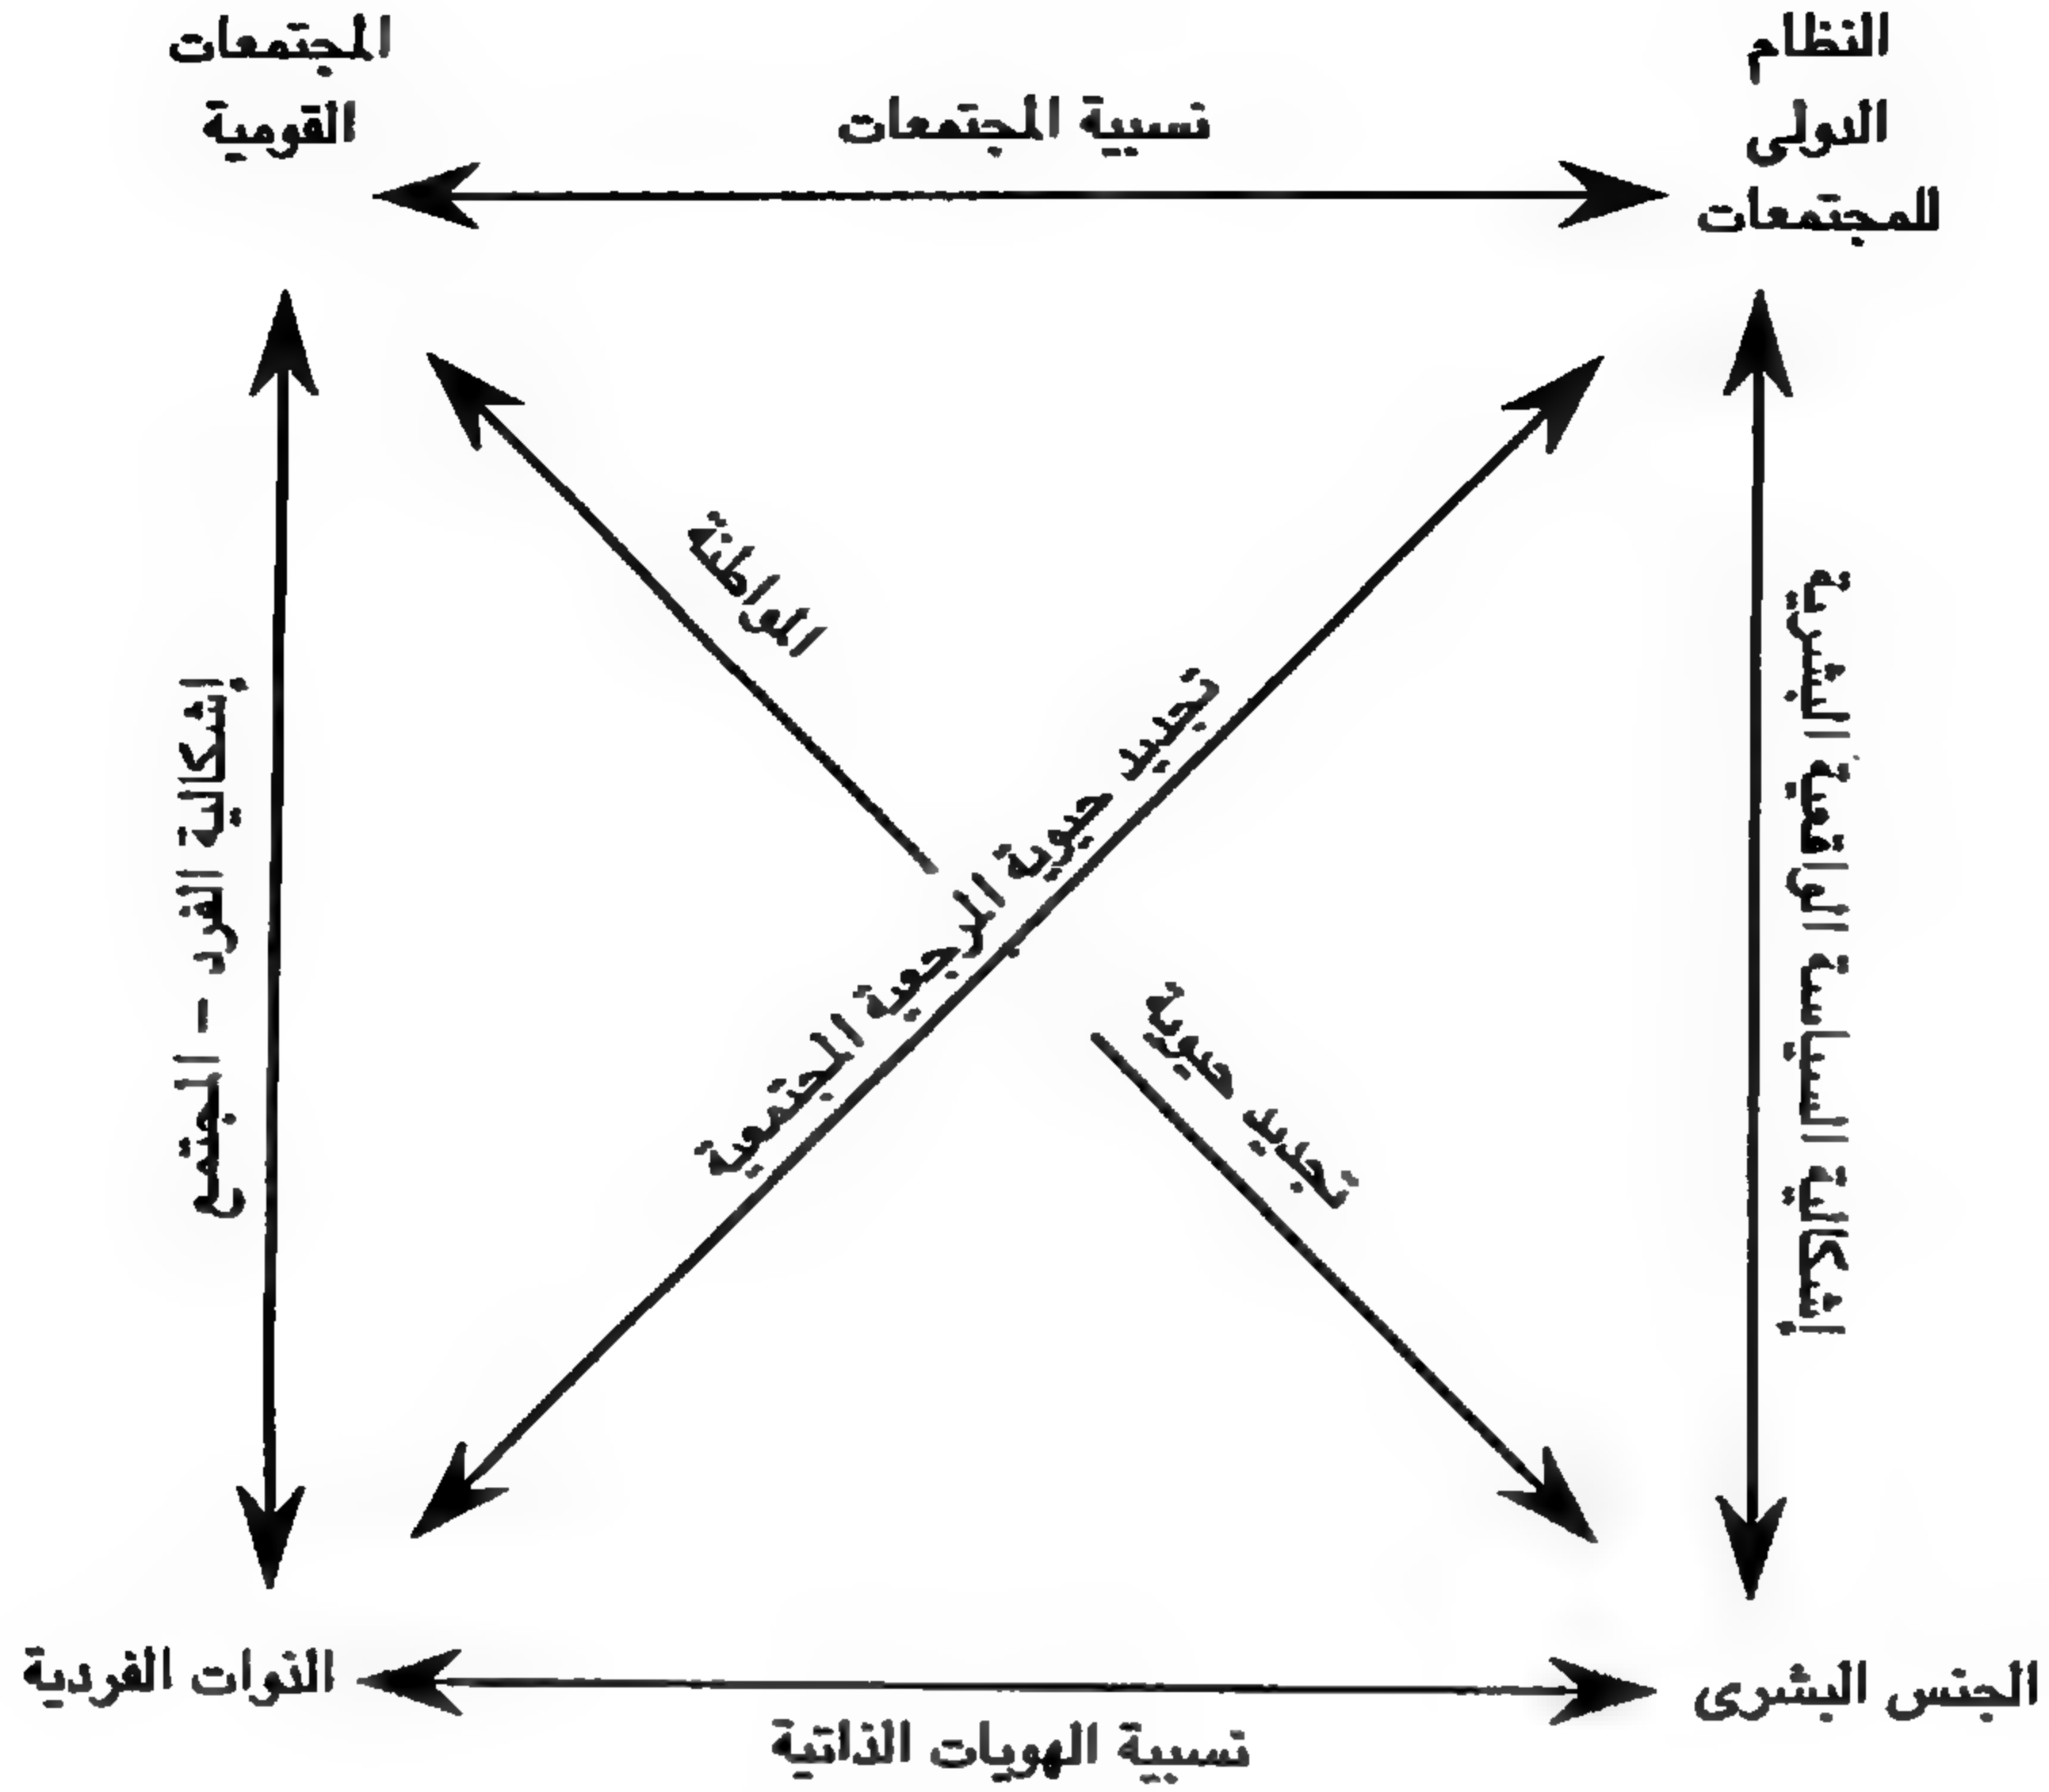 النظام
الدولى
للمجتمعات
نسبية المجتمعات
المجتمعات
القومية
أشكالية السياسة الواقعية البشرية
المواطنة
تجديد حيوية المرجعية المجتمعية
تجديد حيوية
إشكالية الفرد – المجتمع
الجنس البشرى
نسبية الهويات الذاتية
الذوات الفردية